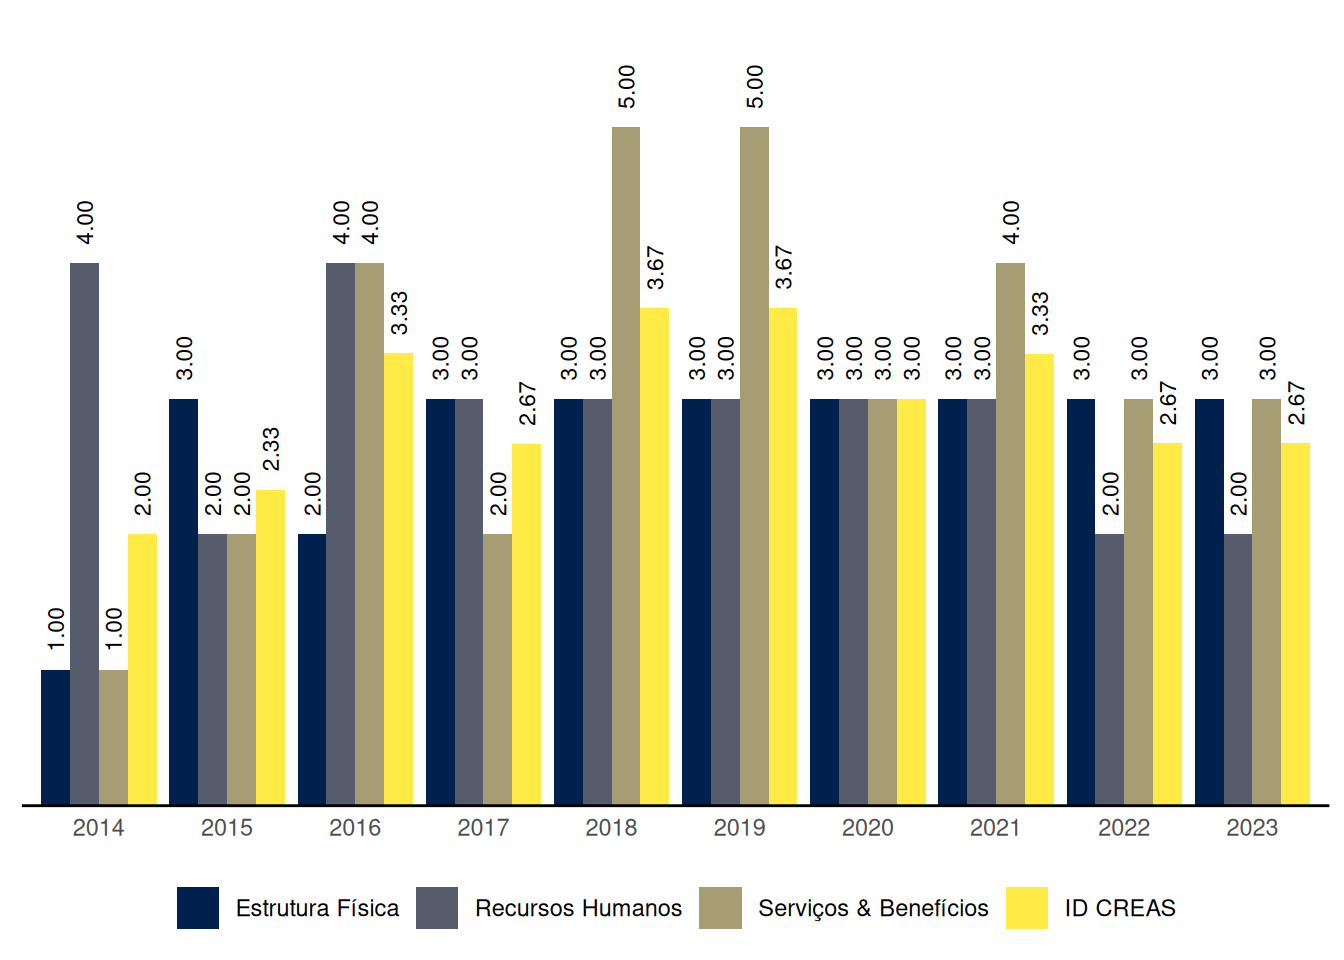 5.00 5.00
4.00 4.00 4.00 4.00
3.67 3.67
3.33 3.33
3.00 3.00 3.00 3.00 3.00 3.00 3.00 3.00 3.00 3.00 3.00 3.00 3.00 3.00 3.00 3.00 3.00
2.67 2.67 2.67
2.33
2.00 2.00 2.00 2.00 2.00 2.00 2.00
1.00 1.00
2014 2015 2016 2017 2018 2019 2020 2021 2022 2023
Estrutura Física Recursos Humanos Serviços & Benefícios ID CREAS